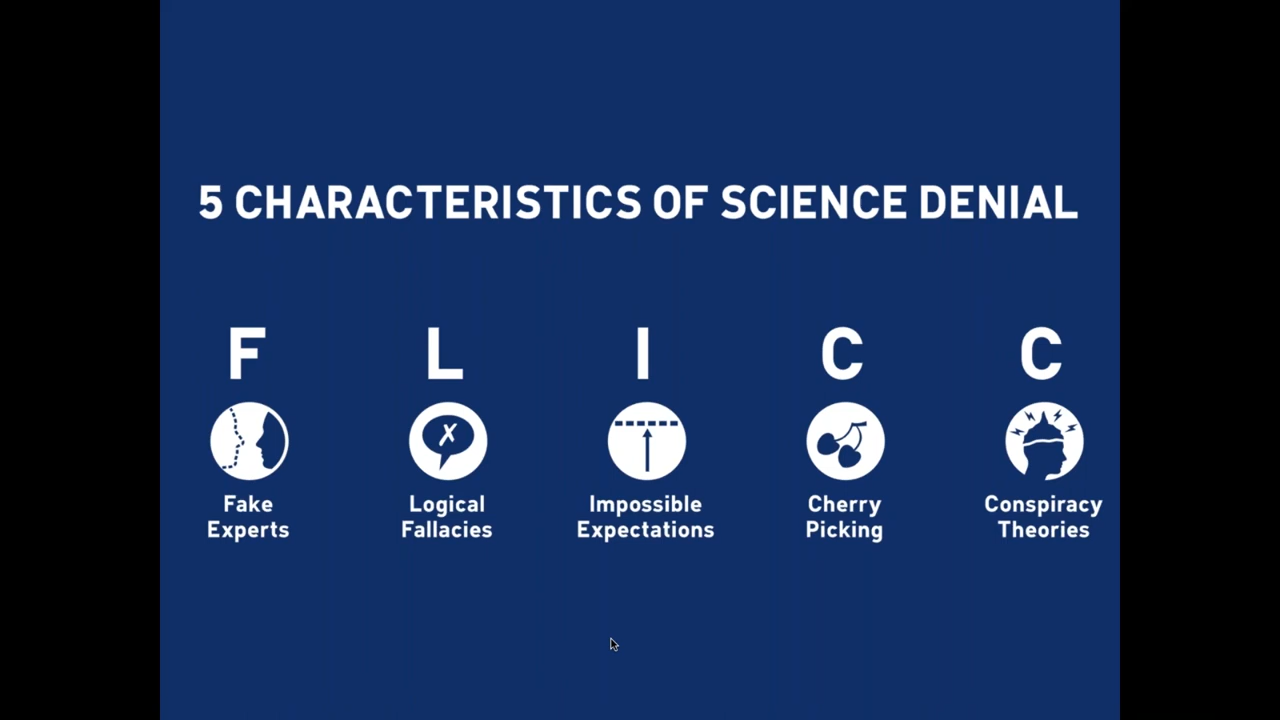 5 CHARACTERISTICS OF SCIENCE DENIAL
F L I C C
Fake Experts
Logical Fallacies
Impossible Expectations
Cherry Picking
Conspiracy Theories